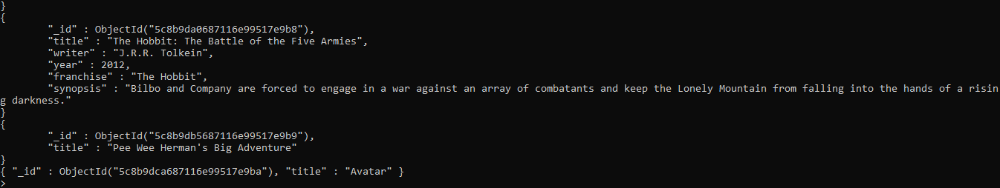 }
{
        "_id" : ObjectId("5c8b9da0687116e99517e9b8"),
        "title" : "The Hobbit: The Battle of the Five Armies",
        "writer" : "J.R.R. Tolkein",
        "year" : 2012,
        "franchise" : "The Hobbit",
        "synopsis" : "Bilbo and Company are forced to engage in a war against an array of combatants and keep the Lonely Mountain from falling into the hands of a risin
g darkness."
}
{
        "_id" : ObjectId("5c8b9db5687116e99517e9b9"),
        "title" : "Pee Wee Herman's Big Adventure"
}
{ "_id" : ObjectId("5c8b9dca687116e99517e9ba"), "title" : "Avatar" }
>